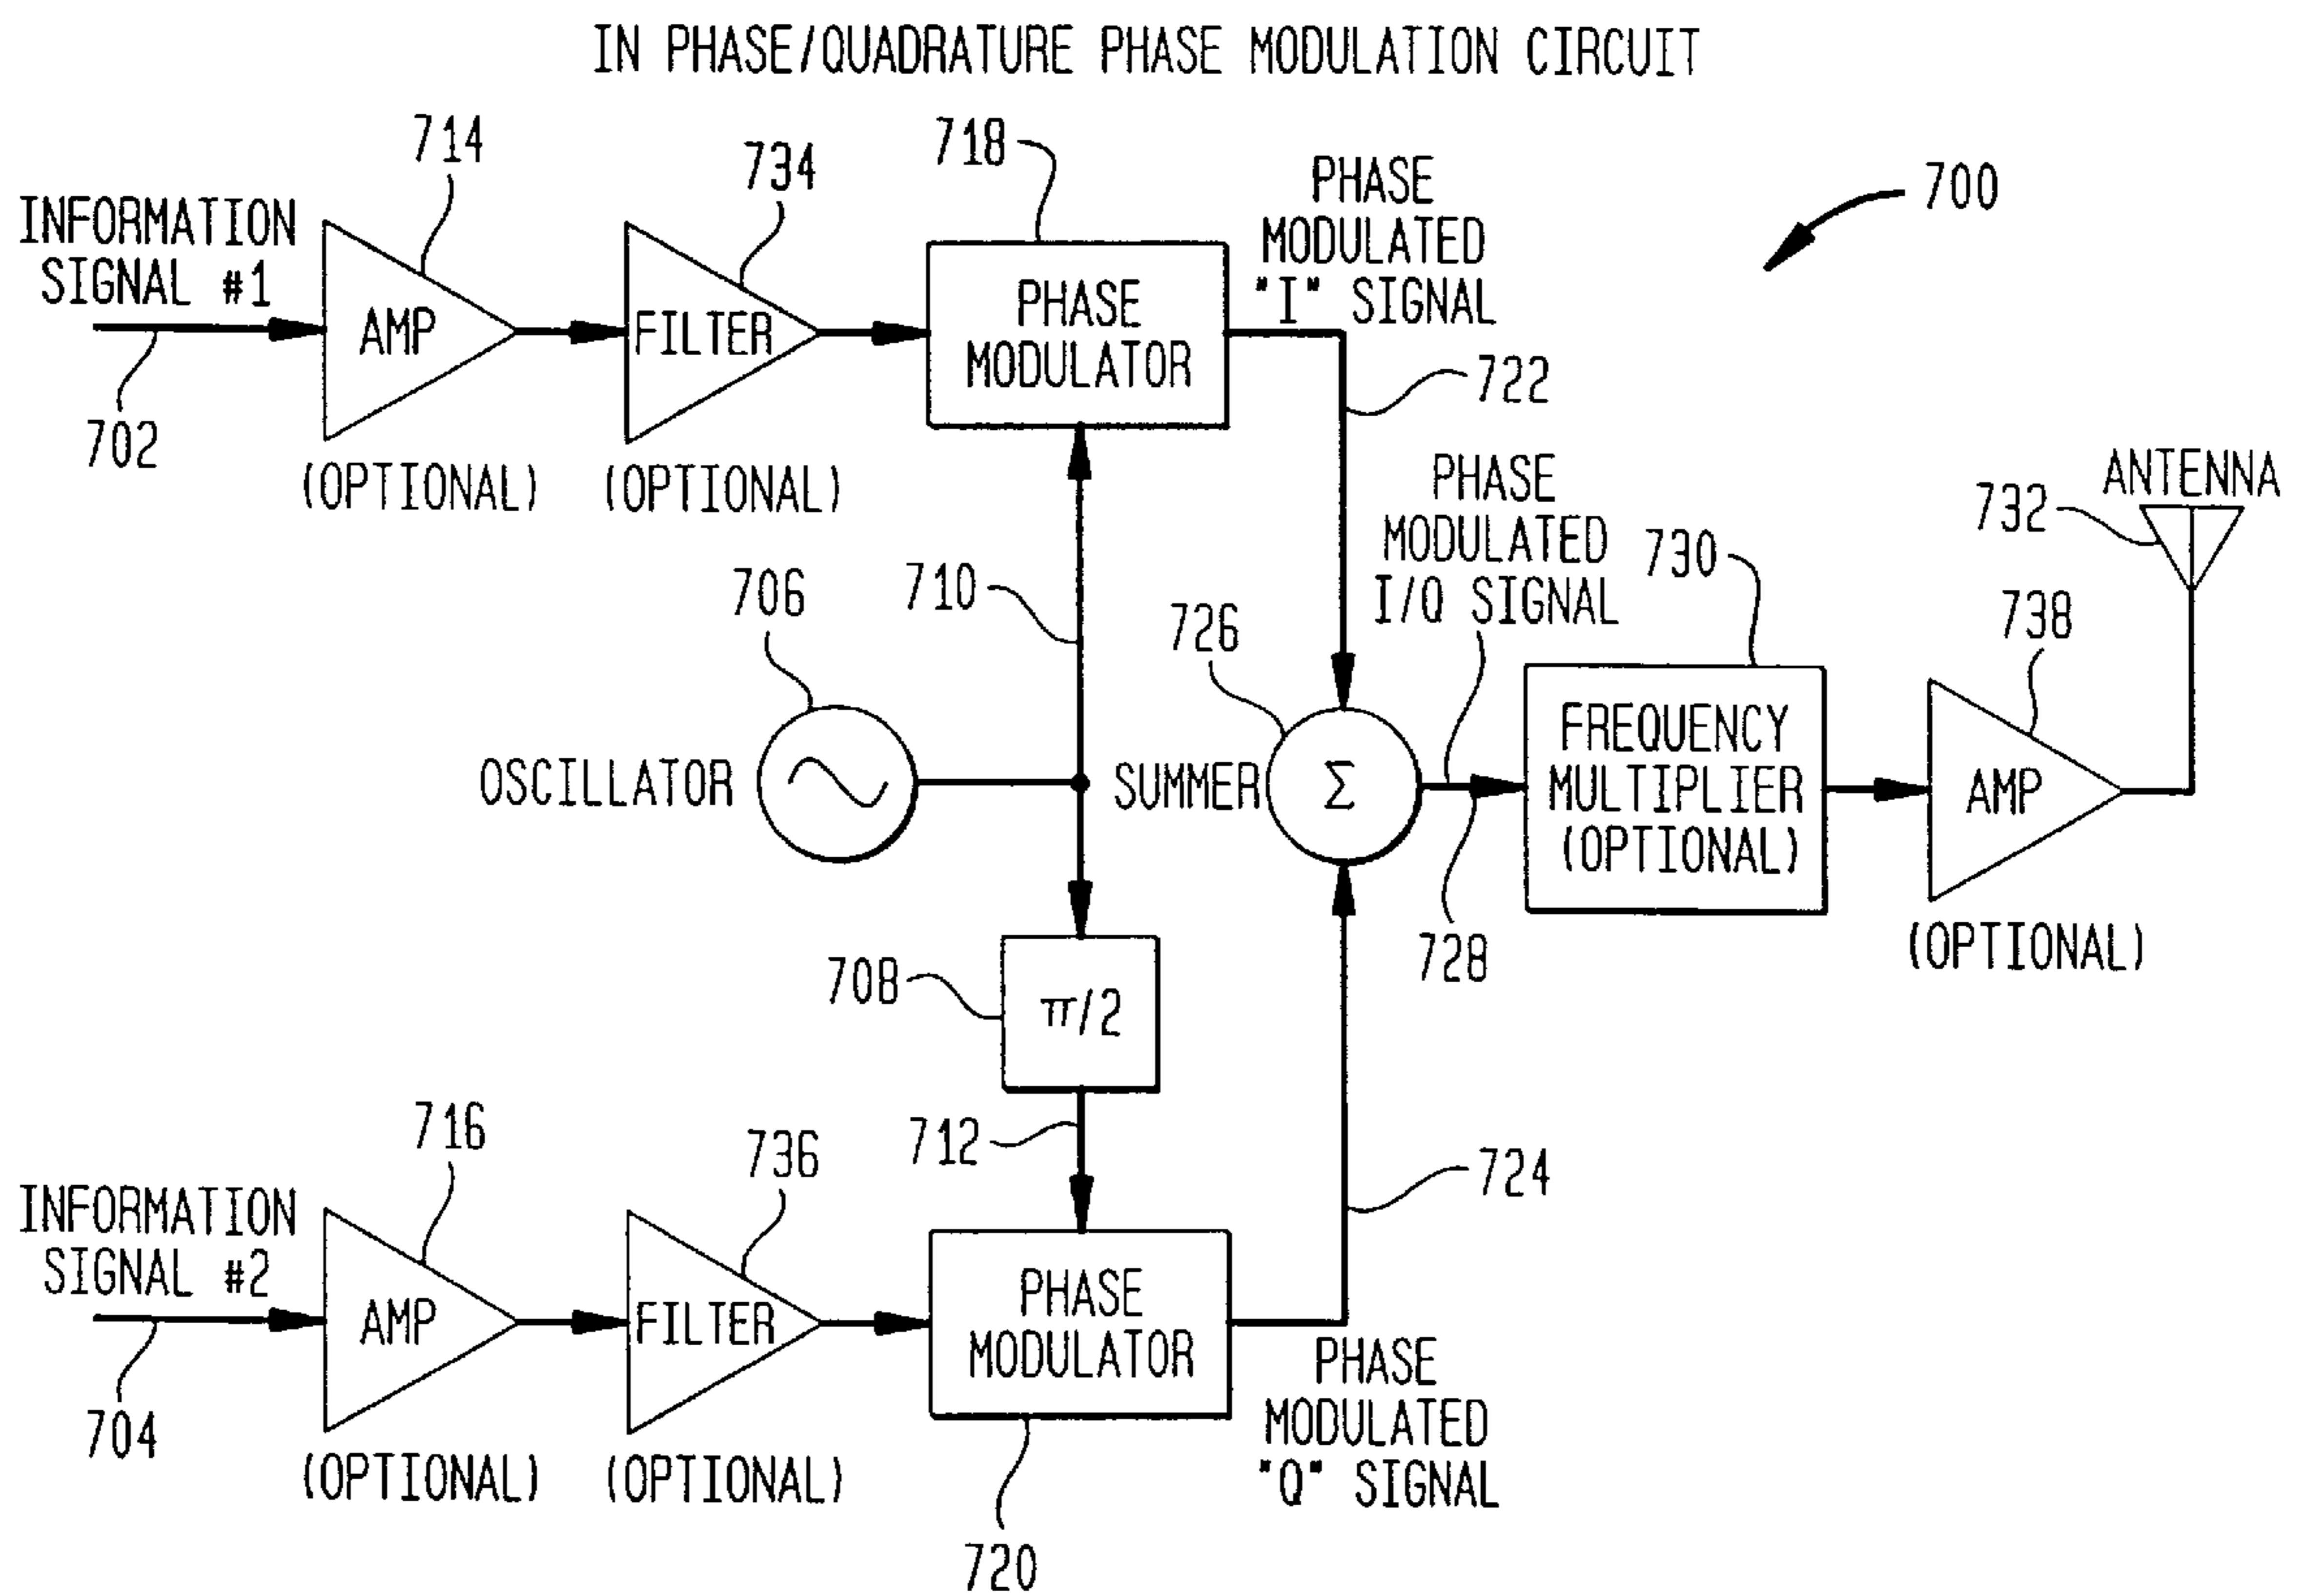 IN PHASE/QUADRATURE PHASE MODULATION CIRCUIT
714
734
718
700
INFORMATION
SIGNAL #1
AMP
FILTER
PHASE
MODULATOR
PHASE
MODULATED
"I" SIGNAL
702
(OPTIONAL)
(OPTIONAL)
722
710
706
OSCILLATOR
726
SUMMER
Σ
PHASE
MODULATED
I/Q SIGNAL
728
730
FREQUENCY
MULTIPLIER
(OPTIONAL)
738
AMP
(OPTIONAL)
732
ANTENNA
708
π/2
712
724
716
736
INFORMATION
SIGNAL #2
AMP
FILTER
PHASE
MODULATOR
704
(OPTIONAL)
(OPTIONAL)
PHASE
MODULATED
"Q" SIGNAL
720